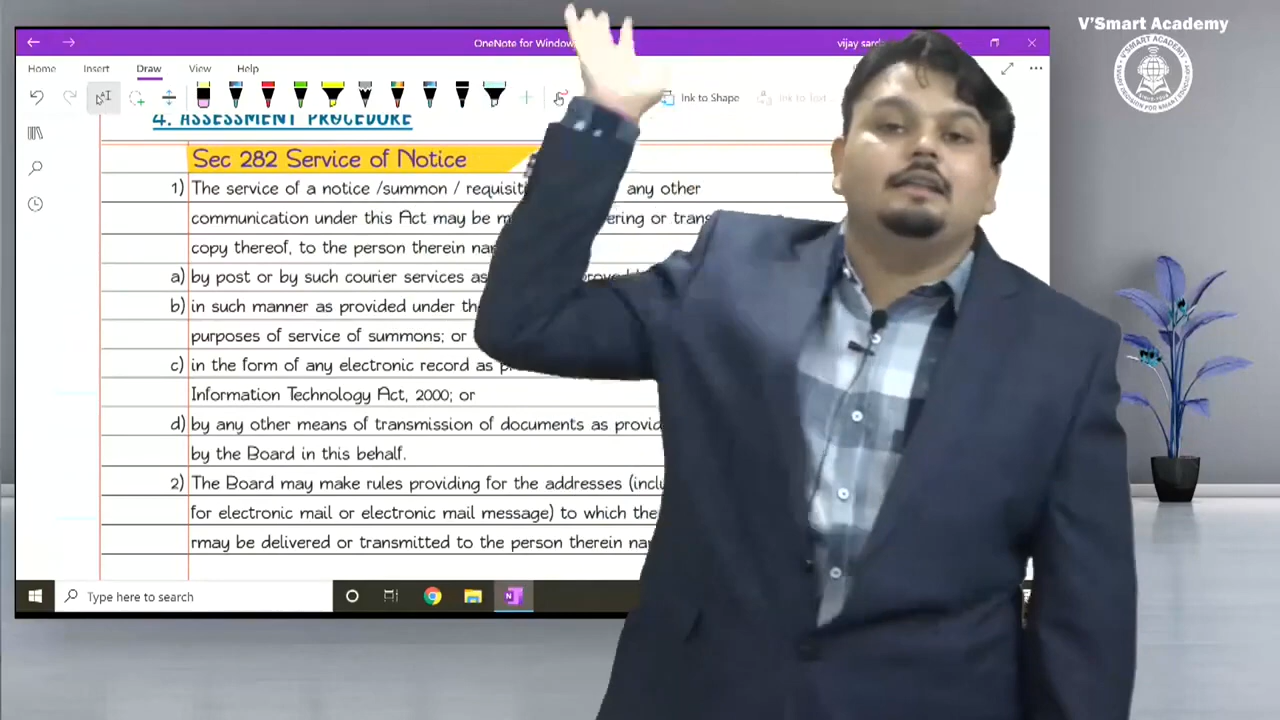 V'Smart Academy
OneNote for Window
vijay sard
Home Insert Draw View Help
Ink to Shape
Ink to Text
4. ASSESSMENT PROCEDURE
Sec 282 Service of Notice
1) The service of a notice /summon / requisiti any other
communication under this Act may be m ering or trans
copy thereof, to the person therein na
a) by post or by such courier services as
b) in such manner as provided under th
purposes of service of summons; or
c) in the form of any electronic record as p
Information Technology Act, 2000; or
d) by any other means of transmission of documents as provid
by the Board in this behalf.
2) The Board may make rules providing for the addresses (inclu
for electronic mail or electronic mail message) to which the
rmay be delivered or transmitted to the person therein na
Type here to search